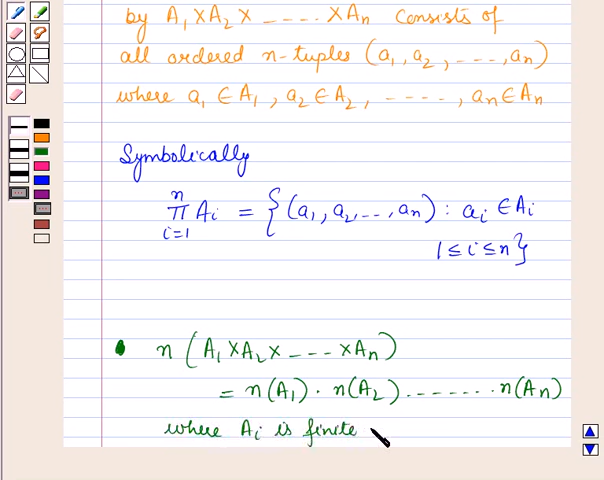 by A₁ × A₂ × ----- × Aₙ consists of
all ordered n-tuples (a₁, a₂, ----, aₙ)
where a₁ ∈ A₁, a₂ ∈ A₂, -----, aₙ ∈ Aₙ
Symbolically
n
π Aᵢ = {(a₁, a₂, --, aₙ) : aᵢ ∈ Aᵢ
i=1
1 ≤ i ≤ n}
• n (A₁ × A₂ × ---- × Aₙ)
= n(A₁) · n(A₂) · ------ · n(Aₙ)
where Aᵢ is finite